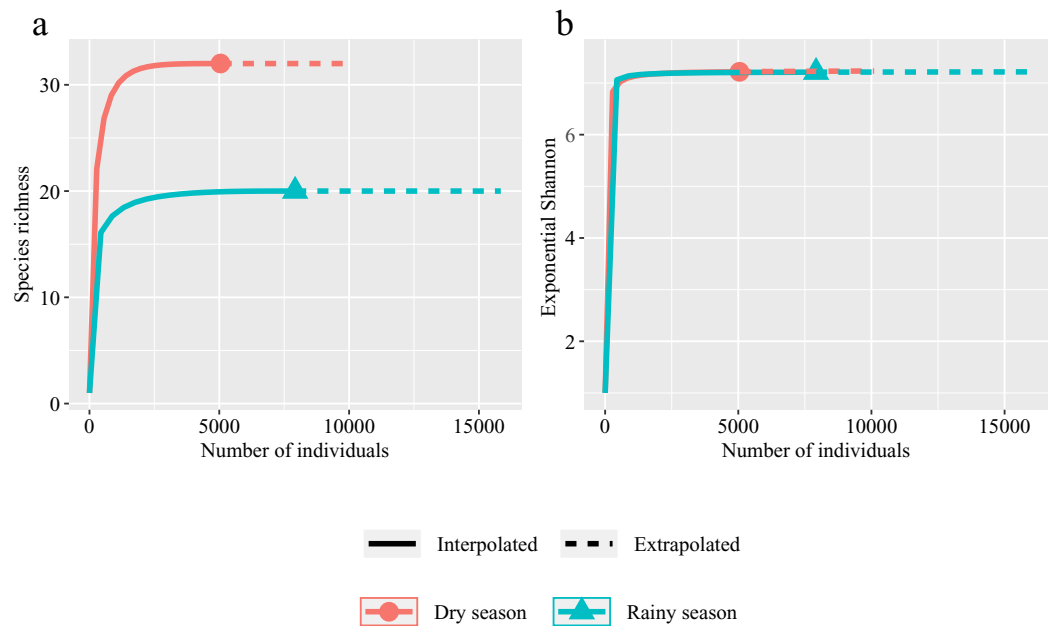 a
Species richness
30
20
10
0
0 5000 10000 15000
Number of individuals
b
Exponential Shannon
6
4
2
0 5000 10000 15000
Number of individuals
Interpolated Extrapolated
Dry season Rainy season